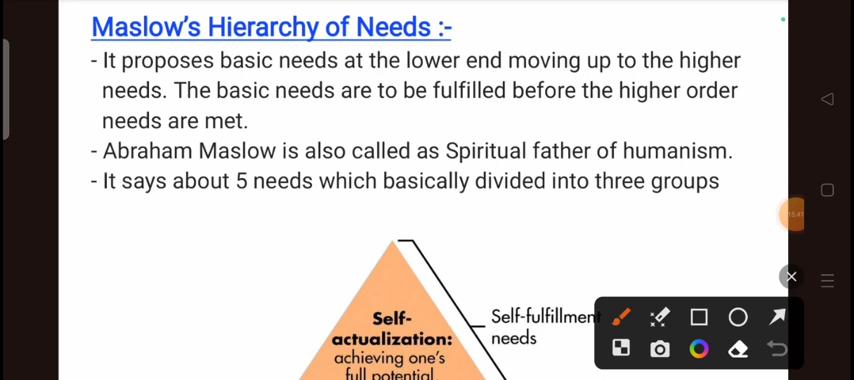 Maslow's Hierarchy of Needs :-
- It proposes basic needs at the lower end moving up to the higher
needs. The basic needs are to be fulfilled before the higher order
needs are met.
- Abraham Maslow is also called as Spiritual father of humanism.
- It says about 5 needs which basically divided into three groups
Self-
actualization:
achieving one's
full potential,
Self-fulfillment
needs